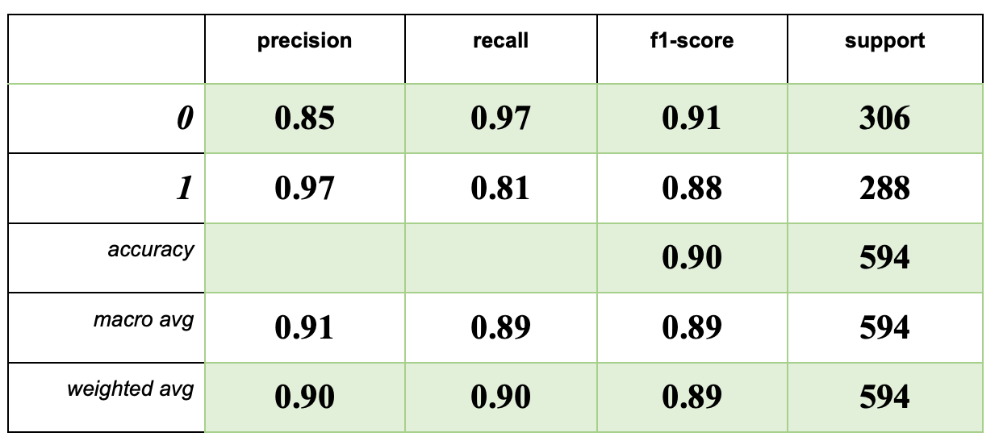 precision recall f1-score support
0 0.85 0.97 0.91 306
1 0.97 0.81 0.88 288
accuracy 0.90 594
macro avg 0.91 0.89 0.89 594
weighted avg 0.90 0.90 0.89 594